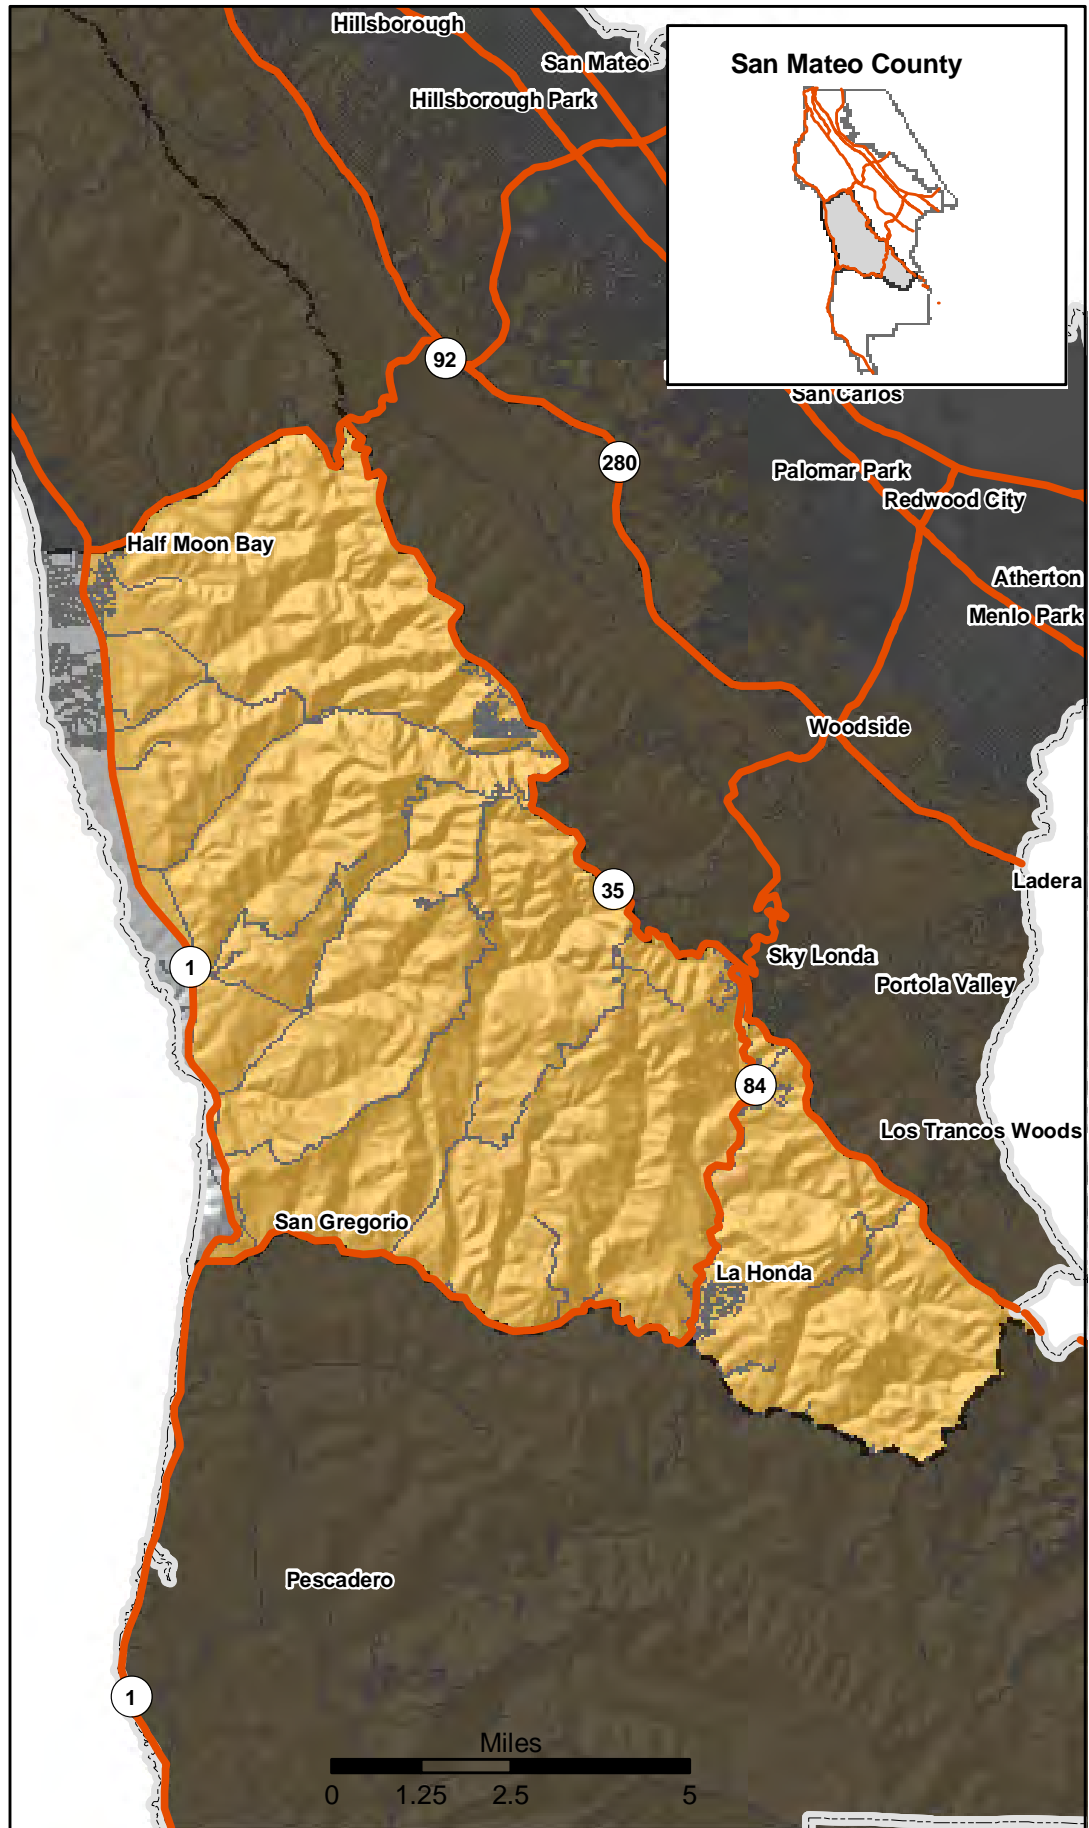 Hillsborough
San Mateo
Hillsborough Park
San Mateo County
92
San Carlos
280
Palomar Park
Redwood City
Half Moon Bay
Atherton
Menlo Park
Woodside
35
Ladera
1
Sky Londa
Portola Valley
84
Los Trancos Woods
San Gregorio
La Honda
Pescadero
1
Miles
0 1.25 2.5 5